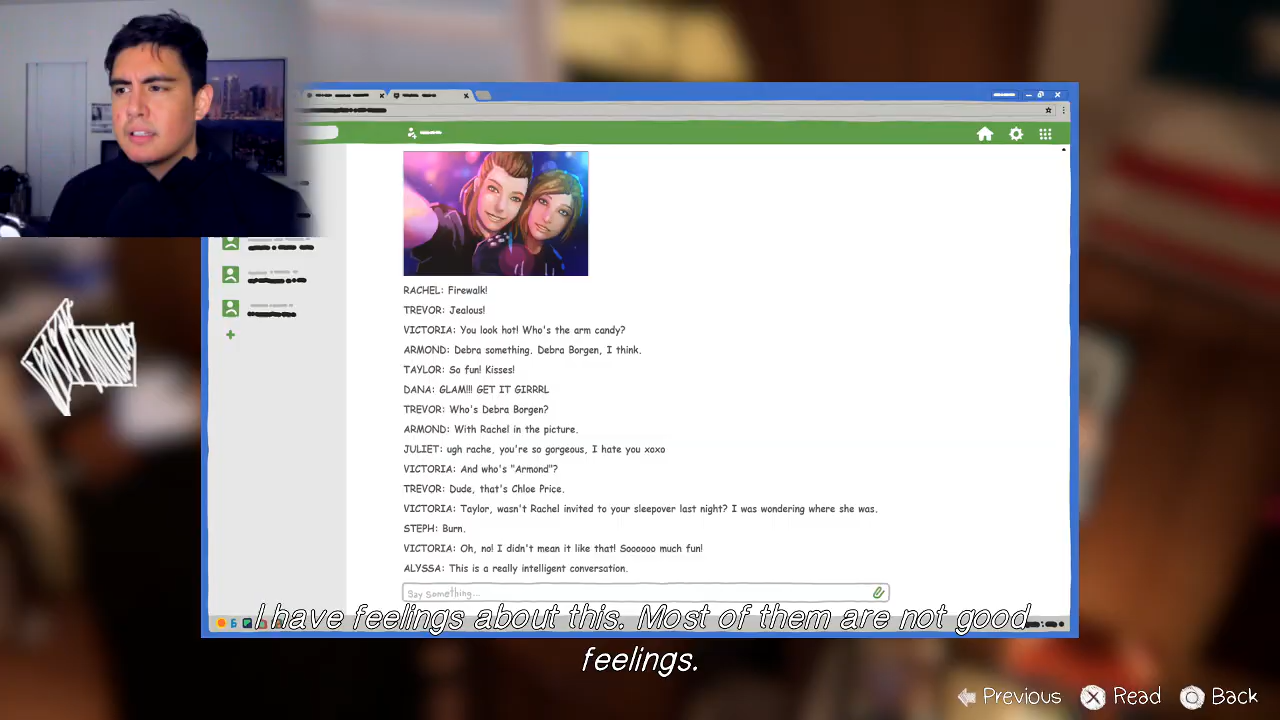 RACHEL: Firewalk!
TREVOR: Jealous!
VICTORIA: You look hot! Who's the arm candy?
ARMOND: Debra something. Debra Borgen, I think.
TAYLOR: So fun! Kisses!
DANA: GLAM!!! GET IT GIRRRL
TREVOR: Who's Debra Borgen?
ARMOND: With Rachel in the picture.
JULIET: ugh rache, you're so gorgeous, I hate you xoxo
VICTORIA: And who's "Armond"?
TREVOR: Dude, that's Chloe Price.
VICTORIA: Taylor, wasn't Rachel invited to your sleepover last night? I was wondering where she was.
STEPH: Burn.
VICTORIA: Oh, no! I didn't mean it like that! Soooooo much fun!
ALYSSA: This is a really intelligent conversation.
Say Something...
I have feelings about this. Most of them are not good
feelings.
Previous Read Back